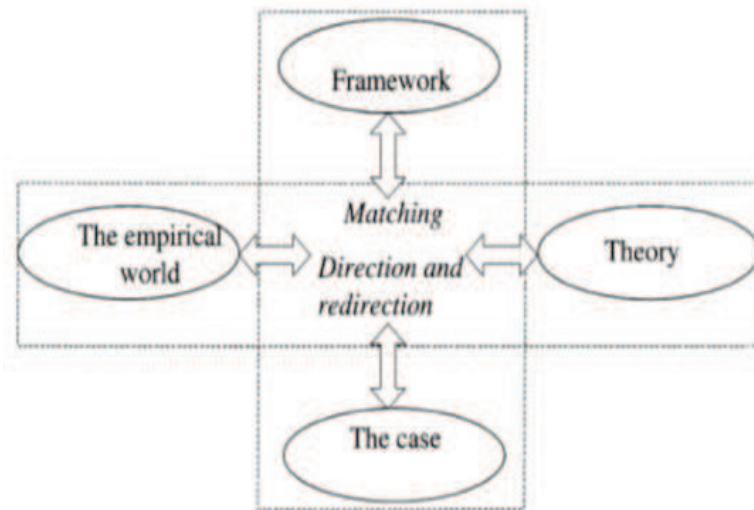 Framework
Matching
The empirical
world
Direction and
redirection
Theory
The case